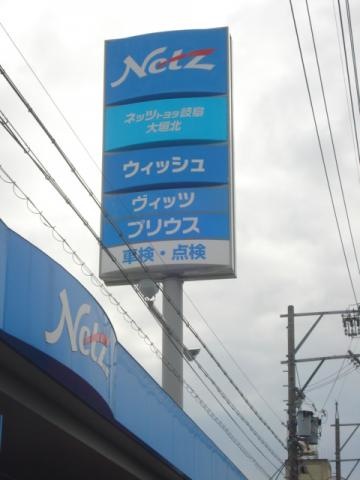 Netz
ネッツトヨタ岐阜
大垣北
ウィッシュ
ヴィッツ
プリウス
車検・点検
Netz